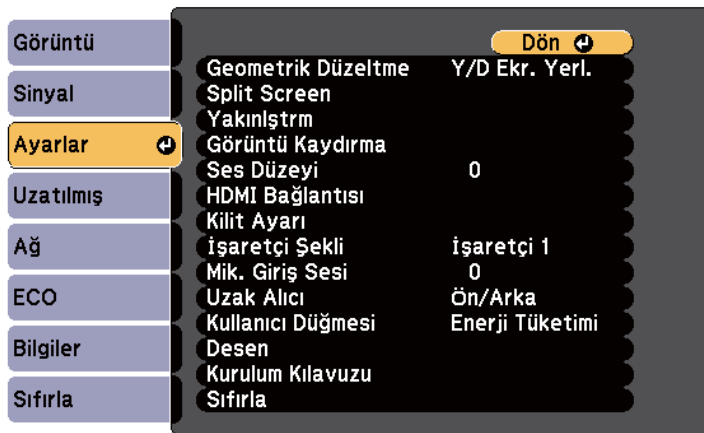 Görüntü
Sinyal
Ayarlar
Uzatılmış
Ağ
ECO
Bilgiler
Sıfırla
Dön
Geometrik Düzeltme Y/D Ekr. Yerl.
Split Screen
Yakınlştrm
Görüntü Kaydırma
Ses Düzeyi 0
HDMI Bağlantısı
Kilit Ayarı
İşaretçi Şekli İşaretçi 1
Mik. Giriş Sesi 0
Uzak Alıcı Ön/Arka
Kullanıcı Düğmesi Enerji Tüketimi
Desen
Kurulum Kılavuzu
Sıfırla